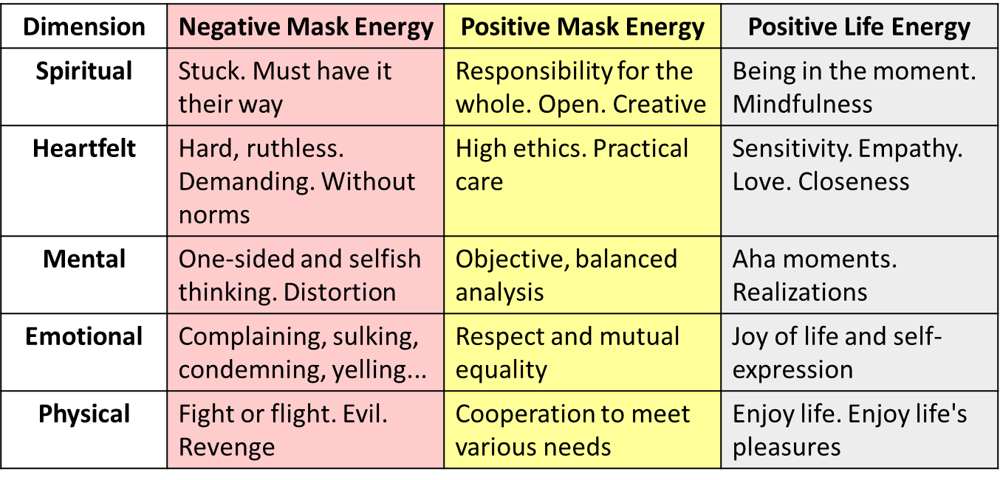 Dimension Negative Mask Energy Positive Mask Energy Positive Life Energy
Spiritual Stuck. Must have it Responsibility for the Being in the moment.
their way whole. Open. Creative Mindfulness
Heartfelt Hard, ruthless. High ethics. Practical Sensitivity. Empathy.
Demanding. Without care Love. Closeness
norms
Mental One-sided and selfish Objective, balanced Aha moments.
thinking. Distortion analysis Realizations
Emotional Complaining, sulking, Respect and mutual Joy of life and self-
condemning, yelling... equality expression
Physical Fight or flight. Evil. Cooperation to meet Enjoy life. Enjoy life's
Revenge various needs pleasures